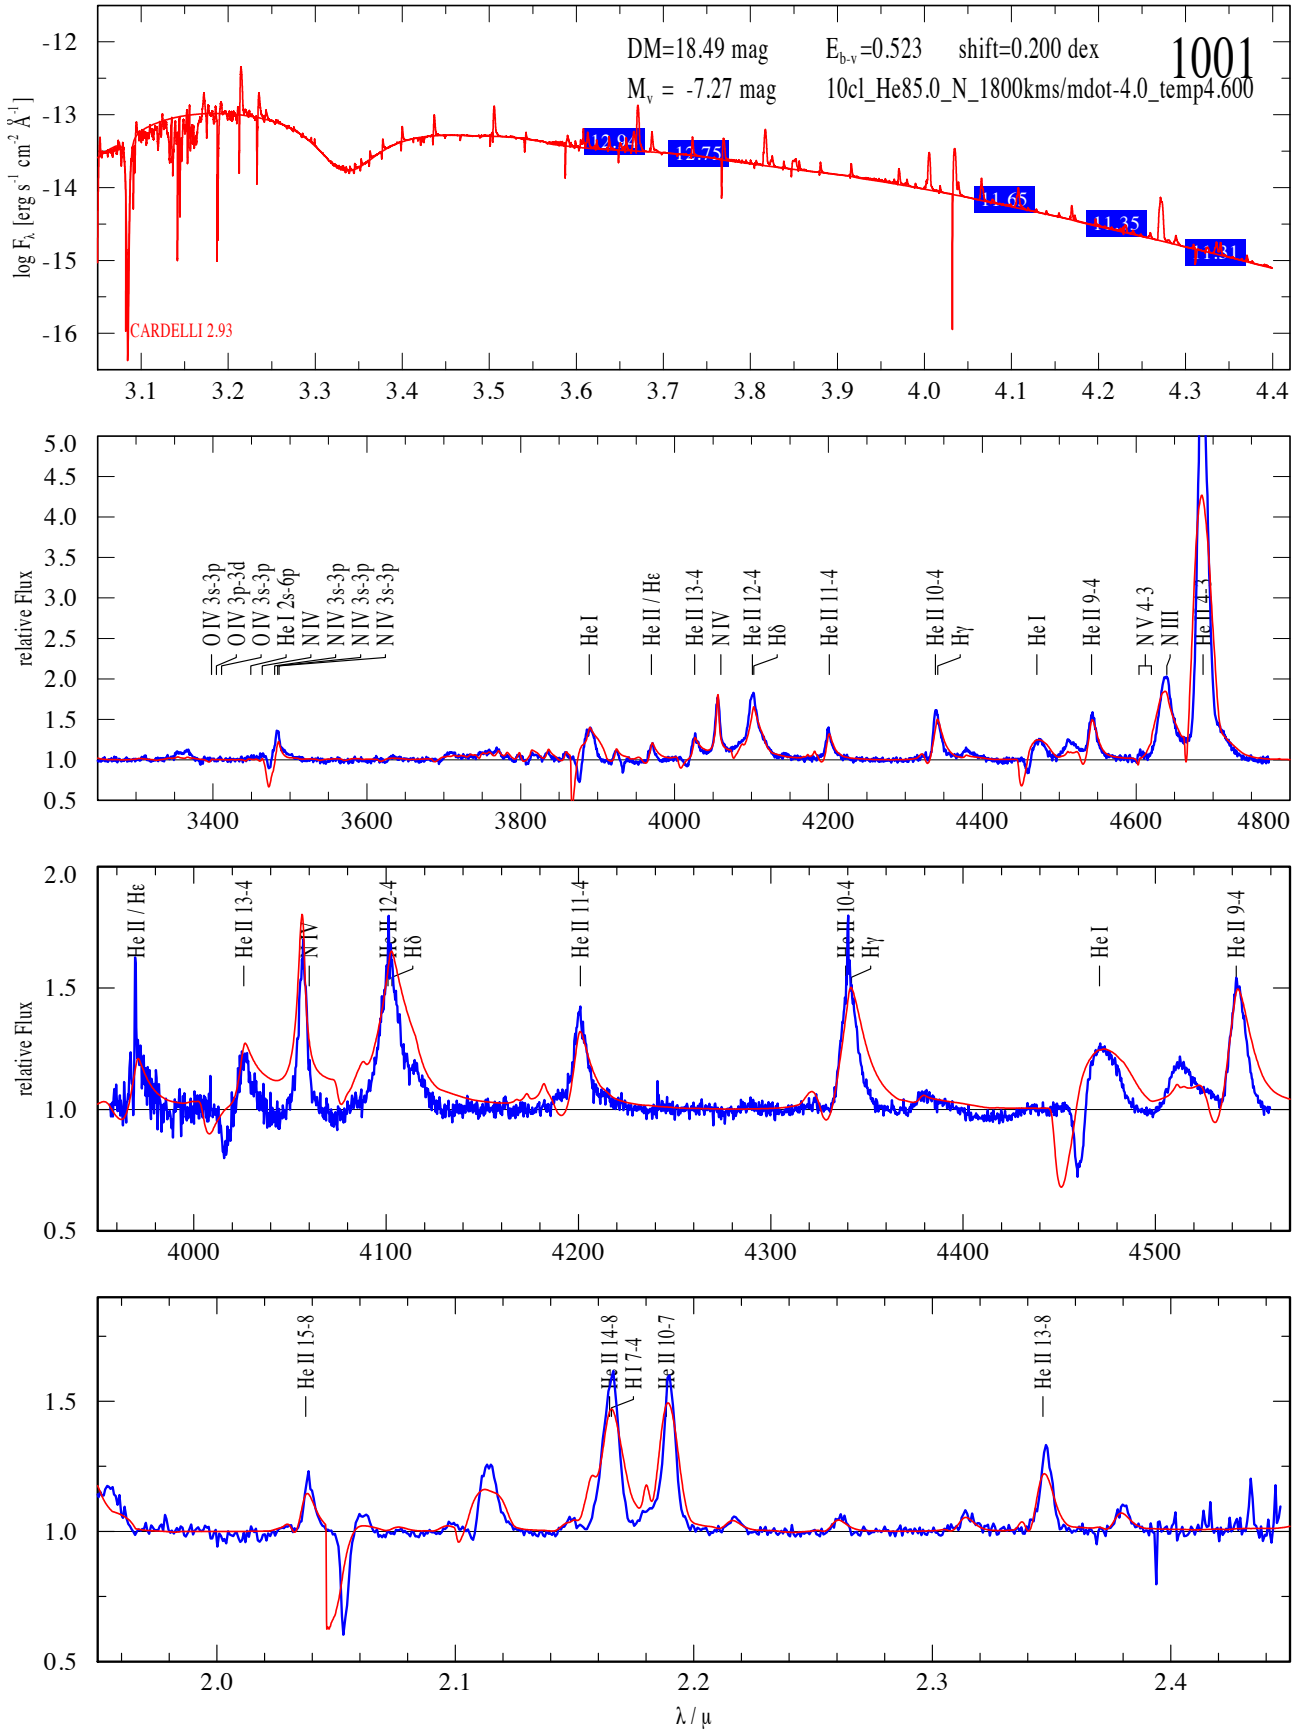 -12
-13
-14
-15
-16
log F_λ [erg s⁻¹ cm⁻² Å⁻¹]
DM=18.49 mag E_b-v=0.523 shift=0.200 dex 1001
M_v = -7.27 mag 10cl_He85.0_N_1800kms/mdot-4.0_temp4.600
12.94
12.75
11.65
11.35
11.31
CARDELLI 2.93
3.1 3.2 3.3 3.4 3.5 3.6 3.7 3.8 3.9 4.0 4.1 4.2 4.3 4.4
5.0
4.5
4.0
3.5
3.0
2.5
2.0
1.5
1.0
0.5
relative Flux
O IV 3s-3p
O IV 3p-3d
O IV 3s-3p
He I 2s-6p
N IV
N IV 3s-3p
N IV 3s-3p
N IV 3s-3p
He I
He II / Hε
He II 13-4
N IV
He II 12-4
Hδ
He II 11-4
He II 10-4
Hγ
He I
He II 9-4
N V 4-3
N III
He II 4-3
3400 3600 3800 4000 4200 4400 4600 4800
2.0
1.5
1.0
0.5
relative Flux
He II / Hε
He II 13-4
N IV
He II 12-4
Hδ
He II 11-4
He II 10-4
Hγ
He I
He II 9-4
4000 4100 4200 4300 4400 4500
1.5
1.0
0.5
He II 15-8
He II 14-8
H I 7-4
He II 10-7
He II 13-8
2.0 2.1 2.2 2.3 2.4
λ / μ